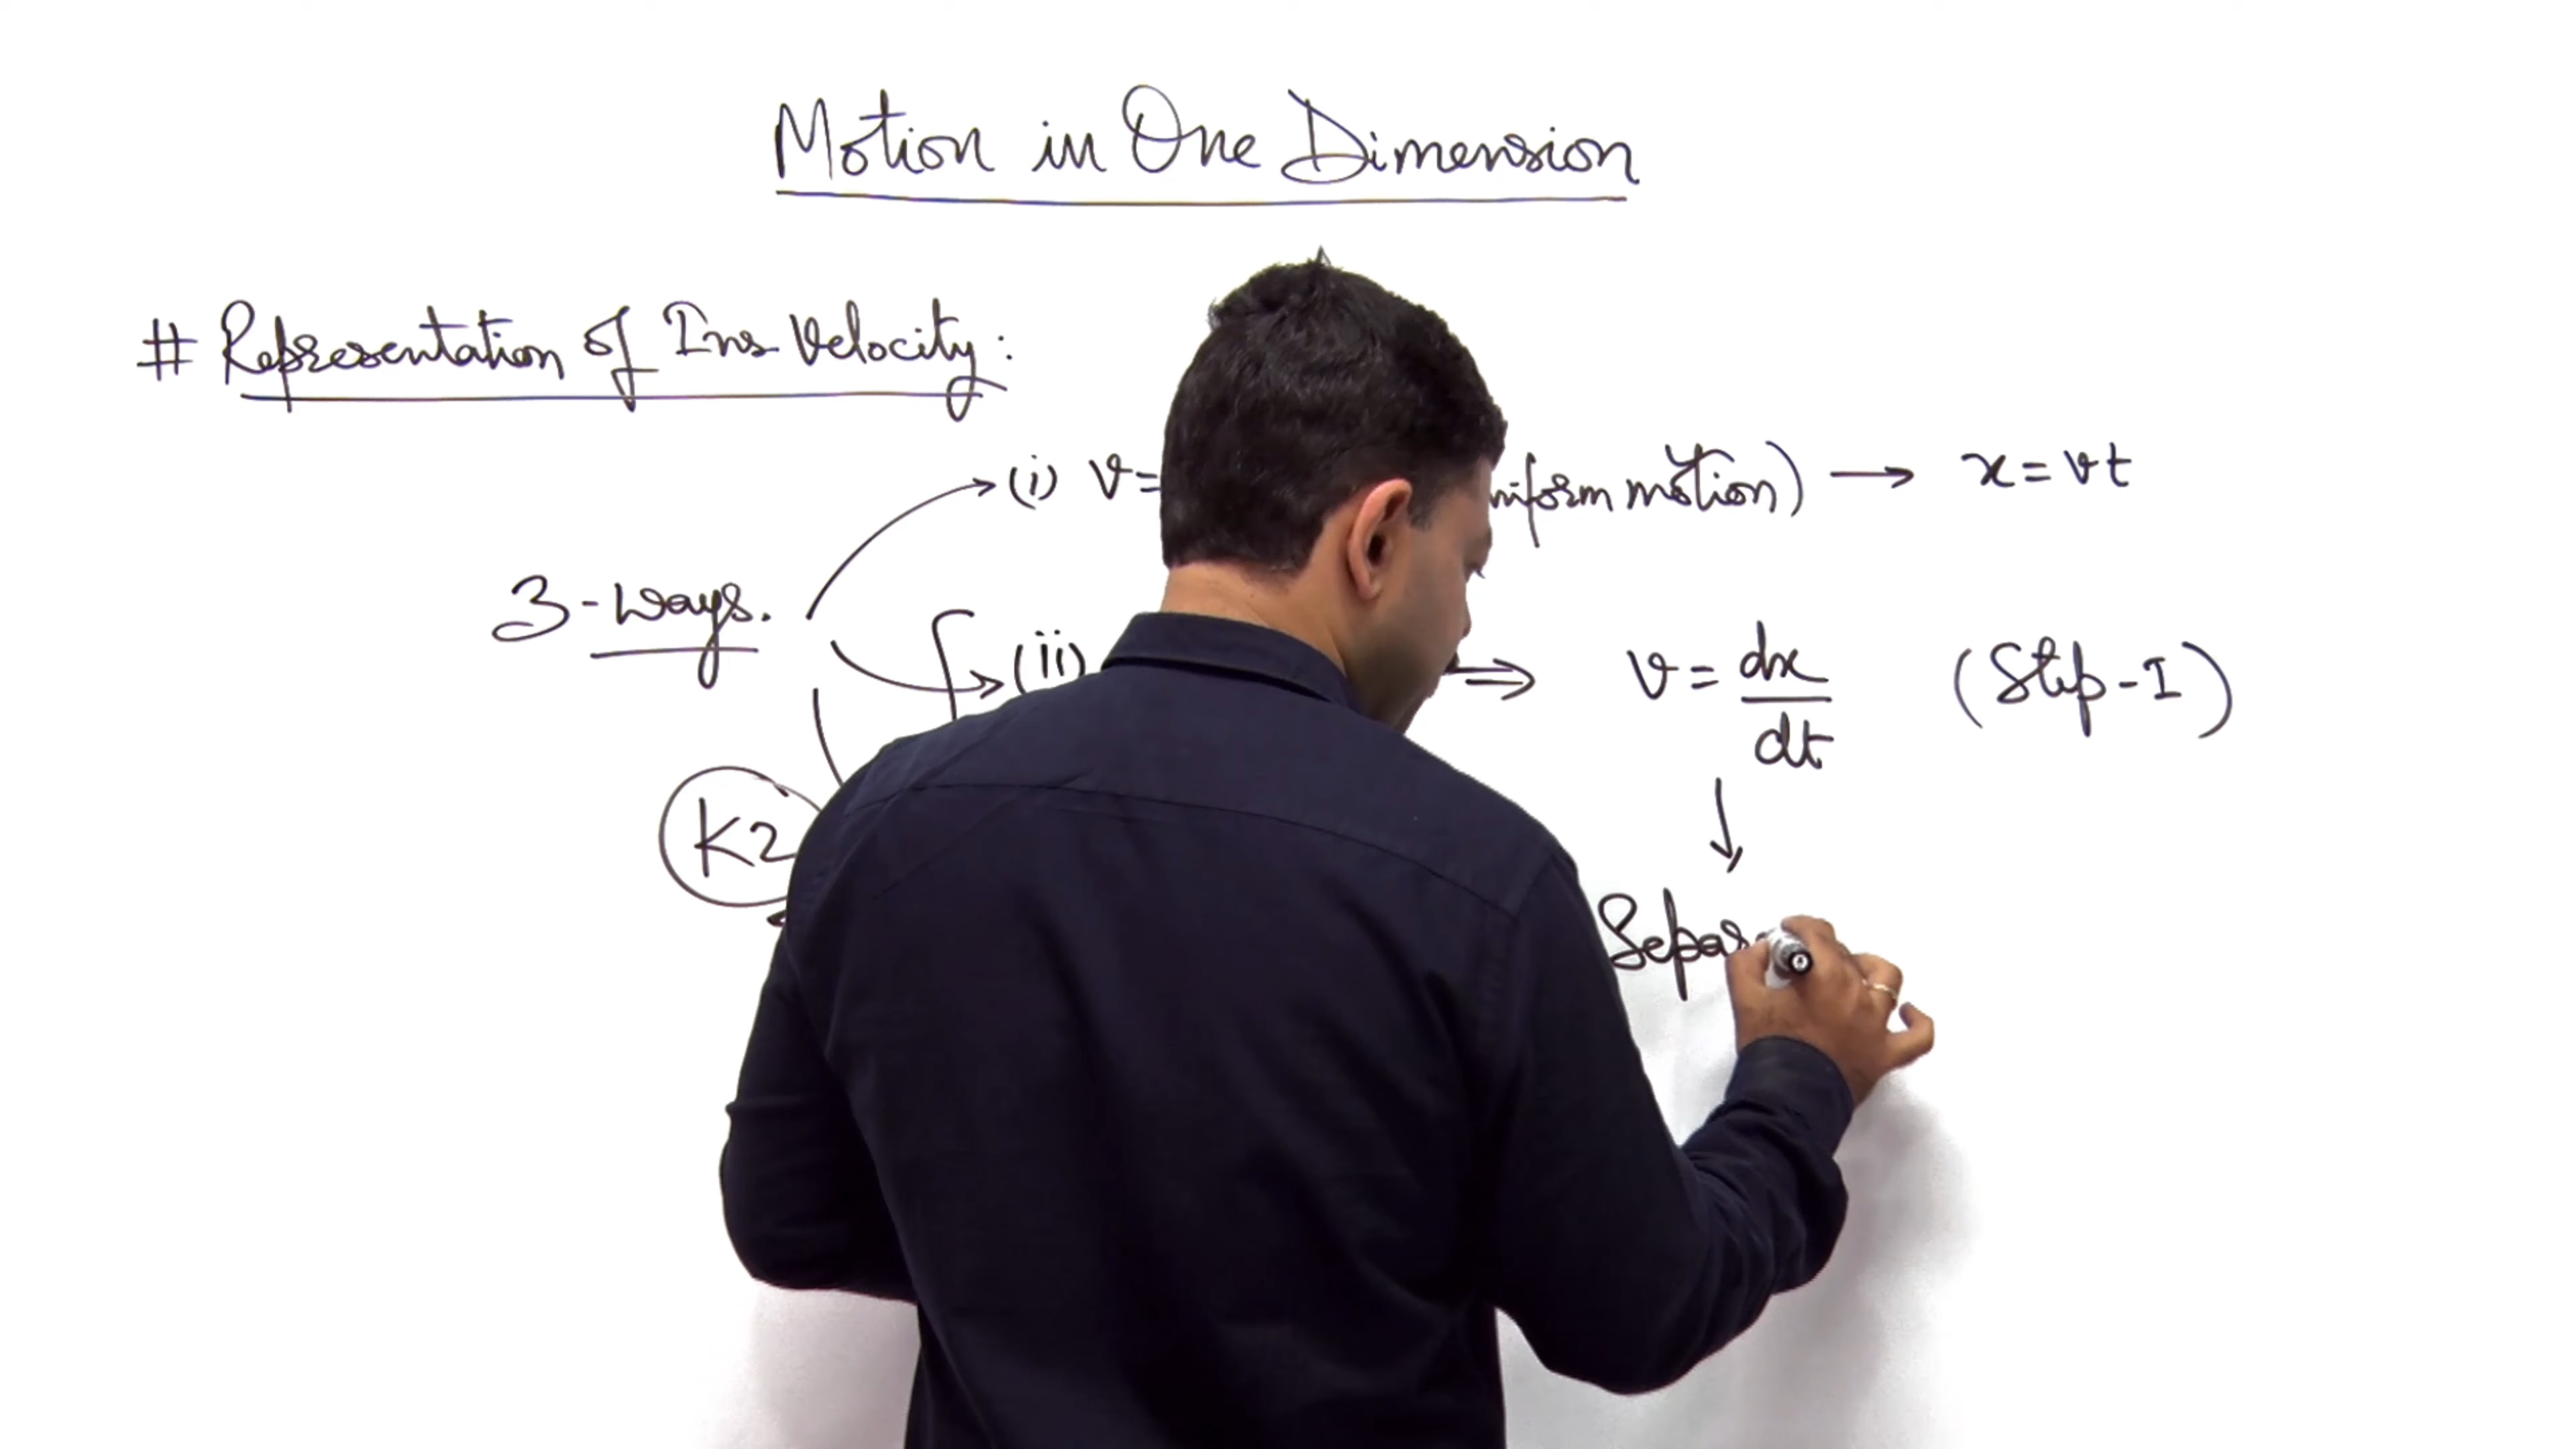 Motion in One Dimension
# Representation of Ins Velocity:
(i) v= niform motion) → x = vt
3-Ways.
(ii) ⇒ v = dx/dt (Step-I)
↓
K2
Separ